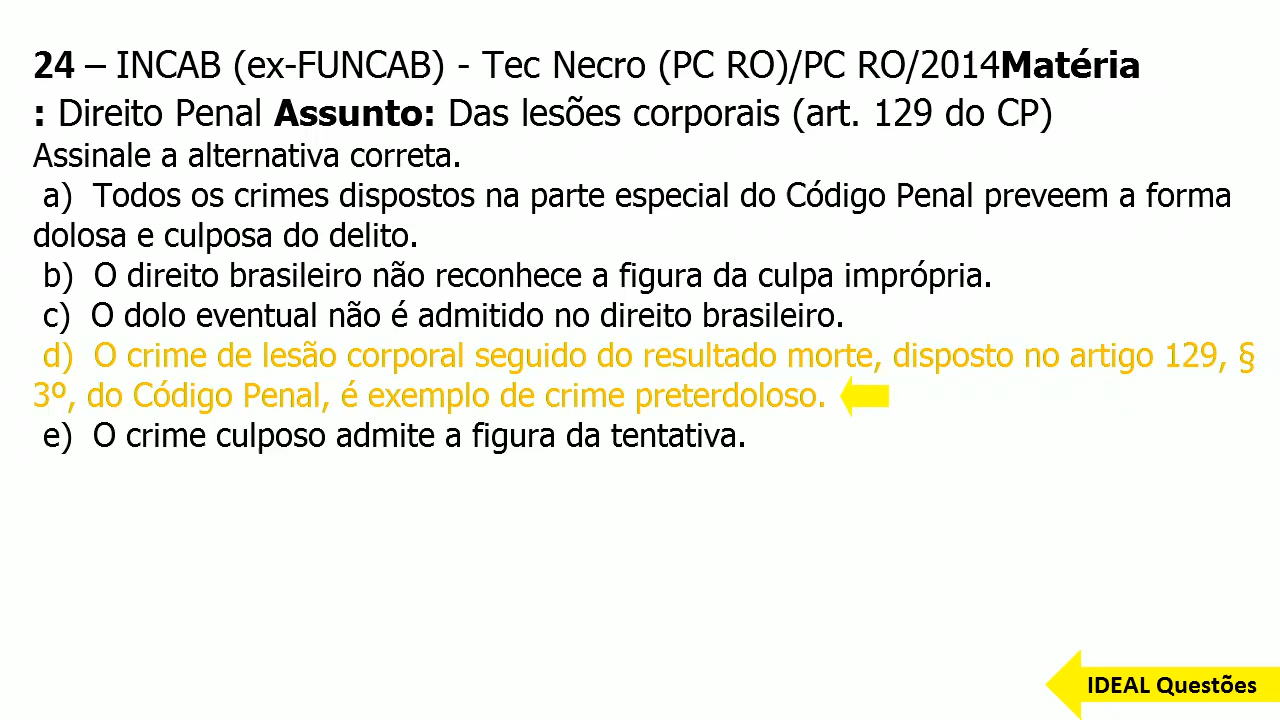 24 – INCAB (ex-FUNCAB) - Tec Necro (PC RO)/PC RO/2014Matéria
: Direito Penal Assunto: Das lesões corporais (art. 129 do CP)
Assinale a alternativa correta.
a) Todos os crimes dispostos na parte especial do Código Penal preveem a forma
dolosa e culposa do delito.
b) O direito brasileiro não reconhece a figura da culpa imprópria.
c) O dolo eventual não é admitido no direito brasileiro.
d) O crime de lesão corporal seguido do resultado morte, disposto no artigo 129, §
3º, do Código Penal, é exemplo de crime preterdoloso.
e) O crime culposo admite a figura da tentativa.
IDEAL Questões